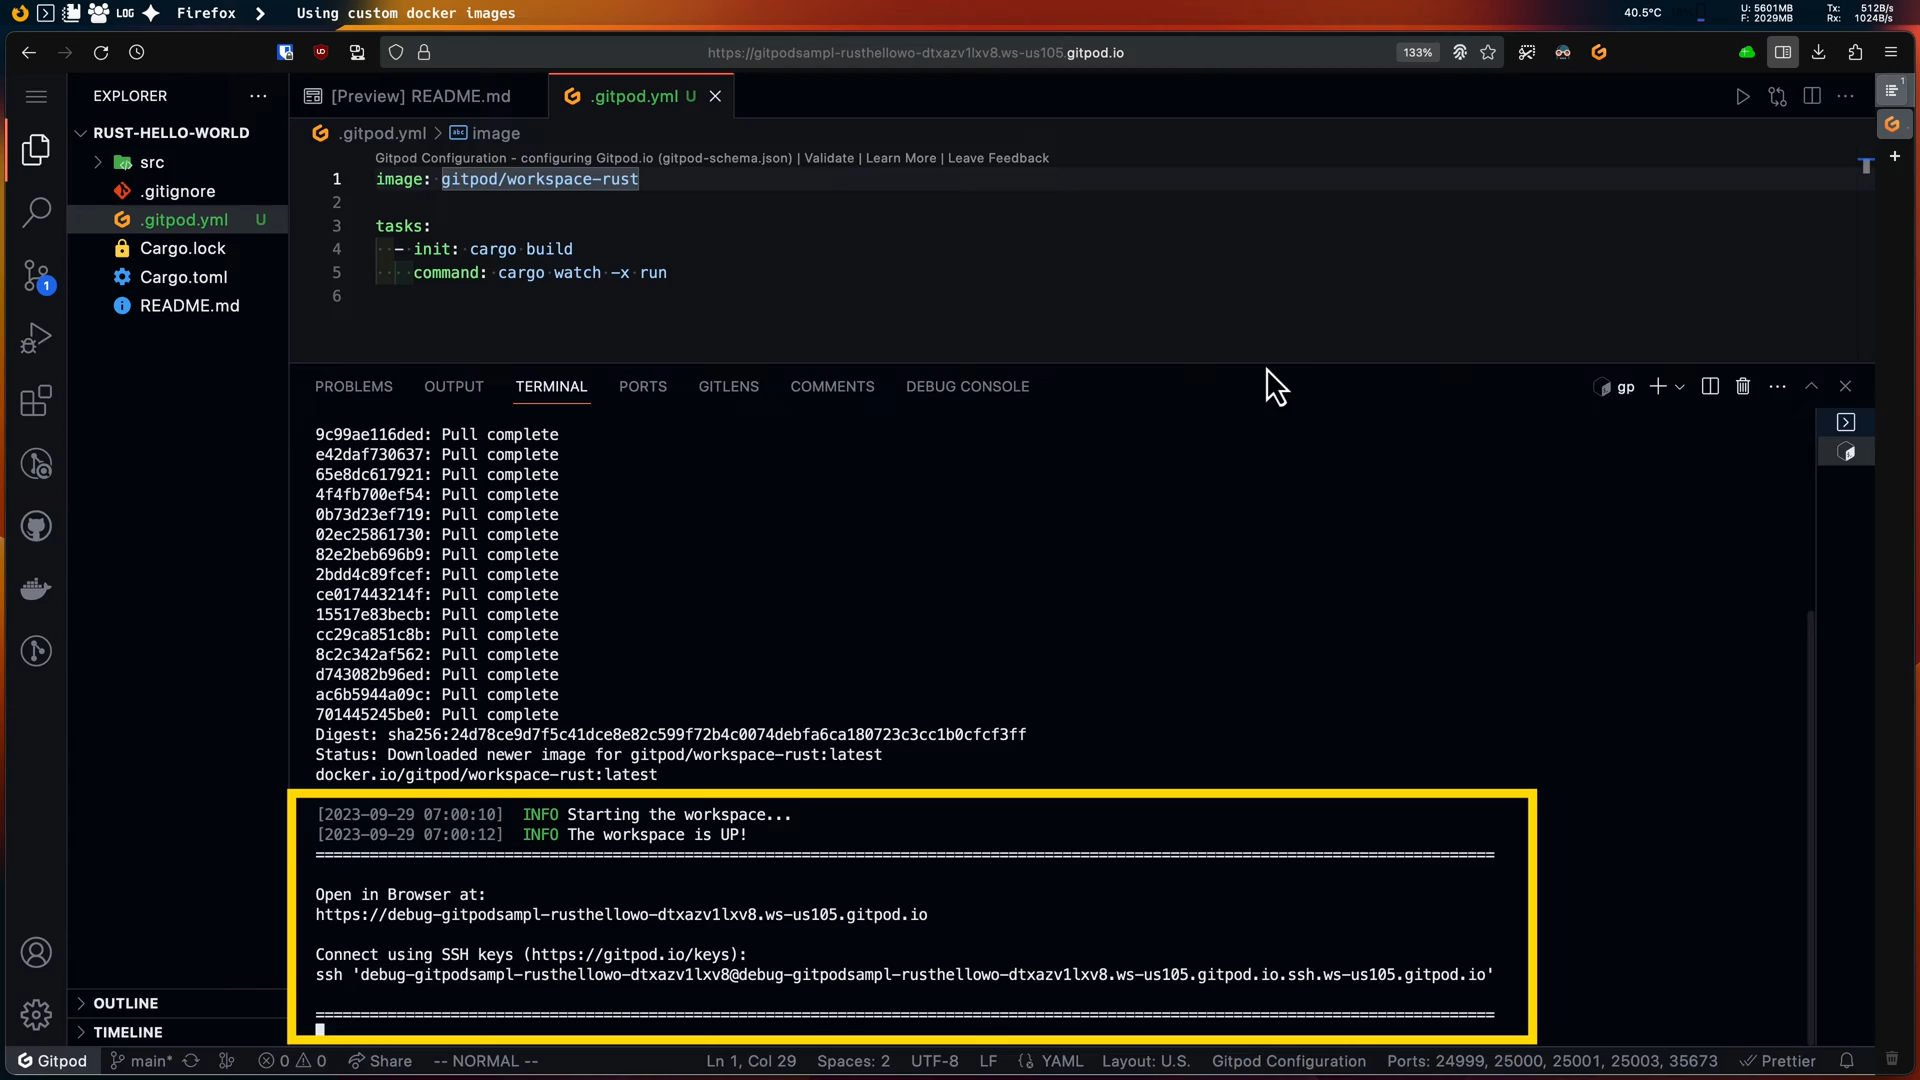 LOG Firefox Using custom docker images 40.5°C U: 5601MB Tx: 512B/s
F: 2029MB Rx: 1024B/s
https://gitpodsampl-rusthellowo-dtxazv1lxv8.ws-us105.gitpod.io 133%
EXPLORER
[Preview] README.md
.gitpod.yml U
RUST-HELLO-WORLD
src
.gitignore
.gitpod.yml U
Cargo.lock
Cargo.toml
README.md
.gitpod.yml > image
Gitpod Configuration - configuring Gitpod.io (gitpod-schema.json) | Validate | Learn More | Leave Feedback
1 image: gitpod/workspace-rust
2
3 tasks:
4 - init: cargo build
5 command: cargo watch -x run
6
1
PROBLEMS OUTPUT TERMINAL PORTS GITLENS COMMENTS DEBUG CONSOLE gp
9c99ae116ded: Pull complete
e42daf730637: Pull complete
65e8dc617921: Pull complete
4f4fb700ef54: Pull complete
0b73d23ef719: Pull complete
02ec25861730: Pull complete
82e2beb696b9: Pull complete
2bdd4c89fcef: Pull complete
ce017443214f: Pull complete
15517e83becb: Pull complete
cc29ca851c8b: Pull complete
8c2c342af562: Pull complete
d743082b96ed: Pull complete
ac6b5944a09c: Pull complete
701445245be0: Pull complete
Digest: sha256:24d78ce9d7f5c41dce8e82c599f72b4c0074debfa6ca180723c3cc1b0cfcf3ff
Status: Downloaded newer image for gitpod/workspace-rust:latest
docker.io/gitpod/workspace-rust:latest
[2023-09-29 07:00:10] INFO Starting the workspace...
[2023-09-29 07:00:12] INFO The workspace is UP!
Open in Browser at:
https://debug-gitpodsampl-rusthellowo-dtxazv1lxv8.ws-us105.gitpod.io
Connect using SSH keys (https://gitpod.io/keys):
ssh 'debug-gitpodsampl-rusthellowo-dtxazv1lxv8@debug-gitpodsampl-rusthellowo-dtxazv1lxv8.ws-us105.gitpod.io.ssh.ws-us105.gitpod.io'
OUTLINE
TIMELINE
Gitpod main* 0 0 Share -- NORMAL -- Ln 1, Col 29 Spaces: 2 UTF-8 LF YAML Layout: U.S. Gitpod Configuration Ports: 24999, 25000, 25001, 25003, 35673 Prettier